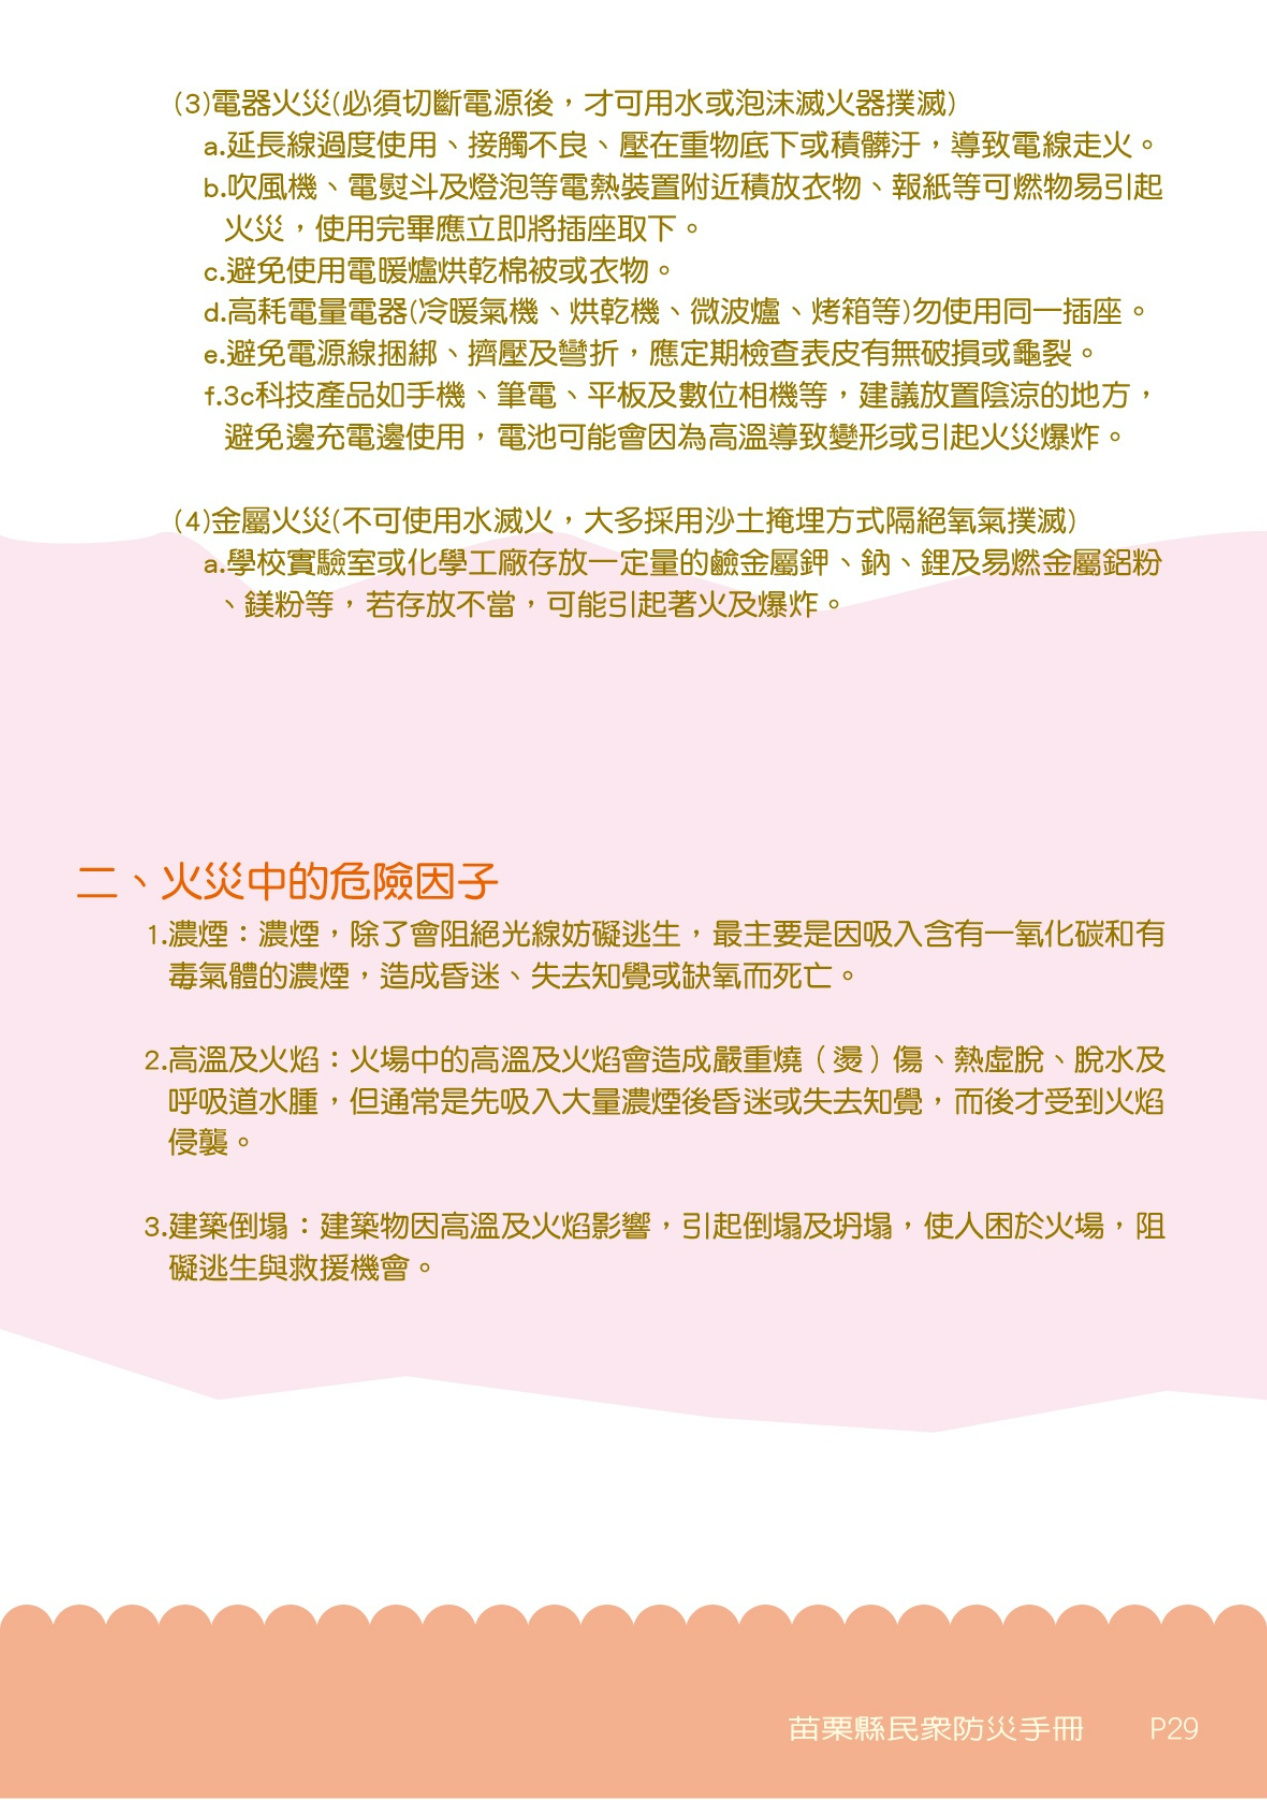 (3)電器火災(必須切斷電源後，才可用水或泡沫滅火器撲滅)
a.延長線過度使用、接觸不良、壓在重物底下或積髒汙，導致電線走火。
b.吹風機、電熨斗及燈泡等電熱裝置附近積放衣物、報紙等可燃物易引起
火災，使用完畢應立即將插座取下。
c.避免使用電暖爐烘乾棉被或衣物。
d.高耗電量電器(冷暖氣機、烘乾機、微波爐、烤箱等)勿使用同一插座。
e.避免電源線捆綁、擠壓及彎折，應定期檢查表皮有無破損或龜裂。
f.3c科技產品如手機、筆電、平板及數位相機等，建議放置陰涼的地方，
避免邊充電邊使用，電池可能會因為高溫導致變形或引起火災爆炸。
(4)金屬火災(不可使用水滅火，大多採用沙土掩埋方式隔絕氧氣撲滅)
a.學校實驗室或化學工廠存放一定量的鹼金屬鉀、鈉、鋰及易燃金屬鋁粉
、鎂粉等，若存放不當，可能引起著火及爆炸。
二、火災中的危險因子
1.濃煙：濃煙，除了會阻絕光線妨礙逃生，最主要是因吸入含有一氧化碳和有
毒氣體的濃煙，造成昏迷、失去知覺或缺氧而死亡。
2.高溫及火焰：火場中的高溫及火焰會造成嚴重燒（燙）傷、熱虛脫、脫水及
呼吸道水腫，但通常是先吸入大量濃煙後昏迷或失去知覺，而後才受到火焰
侵襲。
3.建築倒塌：建築物因高溫及火焰影響，引起倒塌及坍塌，使人困於火場，阻
礙逃生與救援機會。
苗栗縣民眾防災手冊 P29